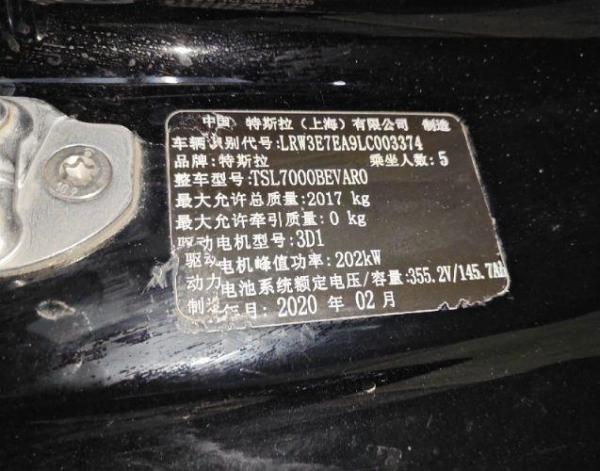 中国 特斯拉（上海）有限公司 制造
车辆识别代号:LRW3E7EA9LC003374
品牌:特斯拉 乘坐人数:5
整车型号:TSL7000BEVAR0
最大允许总质量:2017 kg
最大允许牵引质量:0 kg
驱动电机型号:3D1
驱动电机峰值功率:202kW
动力电池系统额定电压/容量:355.2V/145.7Ah
制造年月: 2020 年 02 月